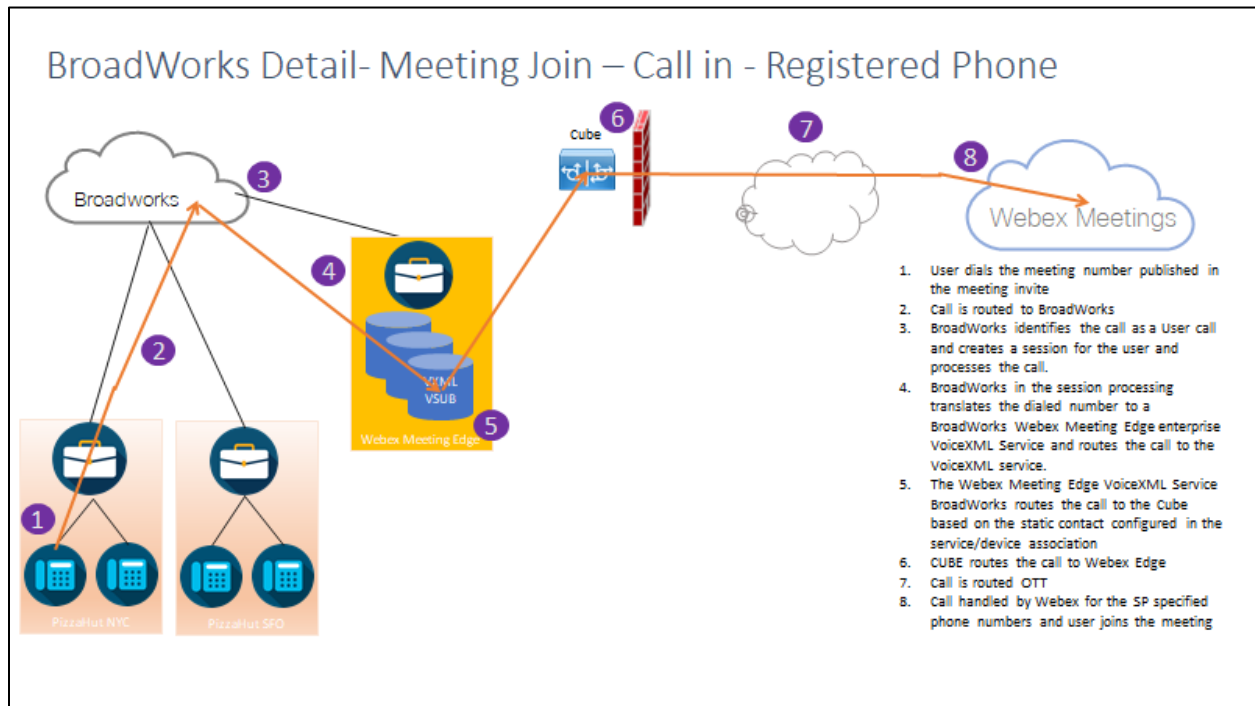 BroadWorks Detail- Meeting Join – Call in - Registered Phone
6
Cube
7
8
3
Broadworks
Webex Meetings
4
2
VXML
VSUB
5
Webex Meeting Edge
1
PizzaHut NYC
PizzaHut SFO
1. User dials the meeting number published in
the meeting invite
2. Call is routed to BroadWorks
3. BroadWorks identifies the call as a User call
and creates a session for the user and
processes the call.
4. BroadWorks in the session processing
translates the dialed number to a
BroadWorks Webex Meeting Edge enterprise
VoiceXML Service and routes the call to the
VoiceXML service.
5. The Webex Meeting Edge VoiceXML Service
BroadWorks routes the call to the Cube
based on the static contact configured in the
service/device association
6. CUBE routes the call to Webex Edge
7. Call is routed OTT
8. Call handled by Webex for the SP specified
phone numbers and user joins the meeting